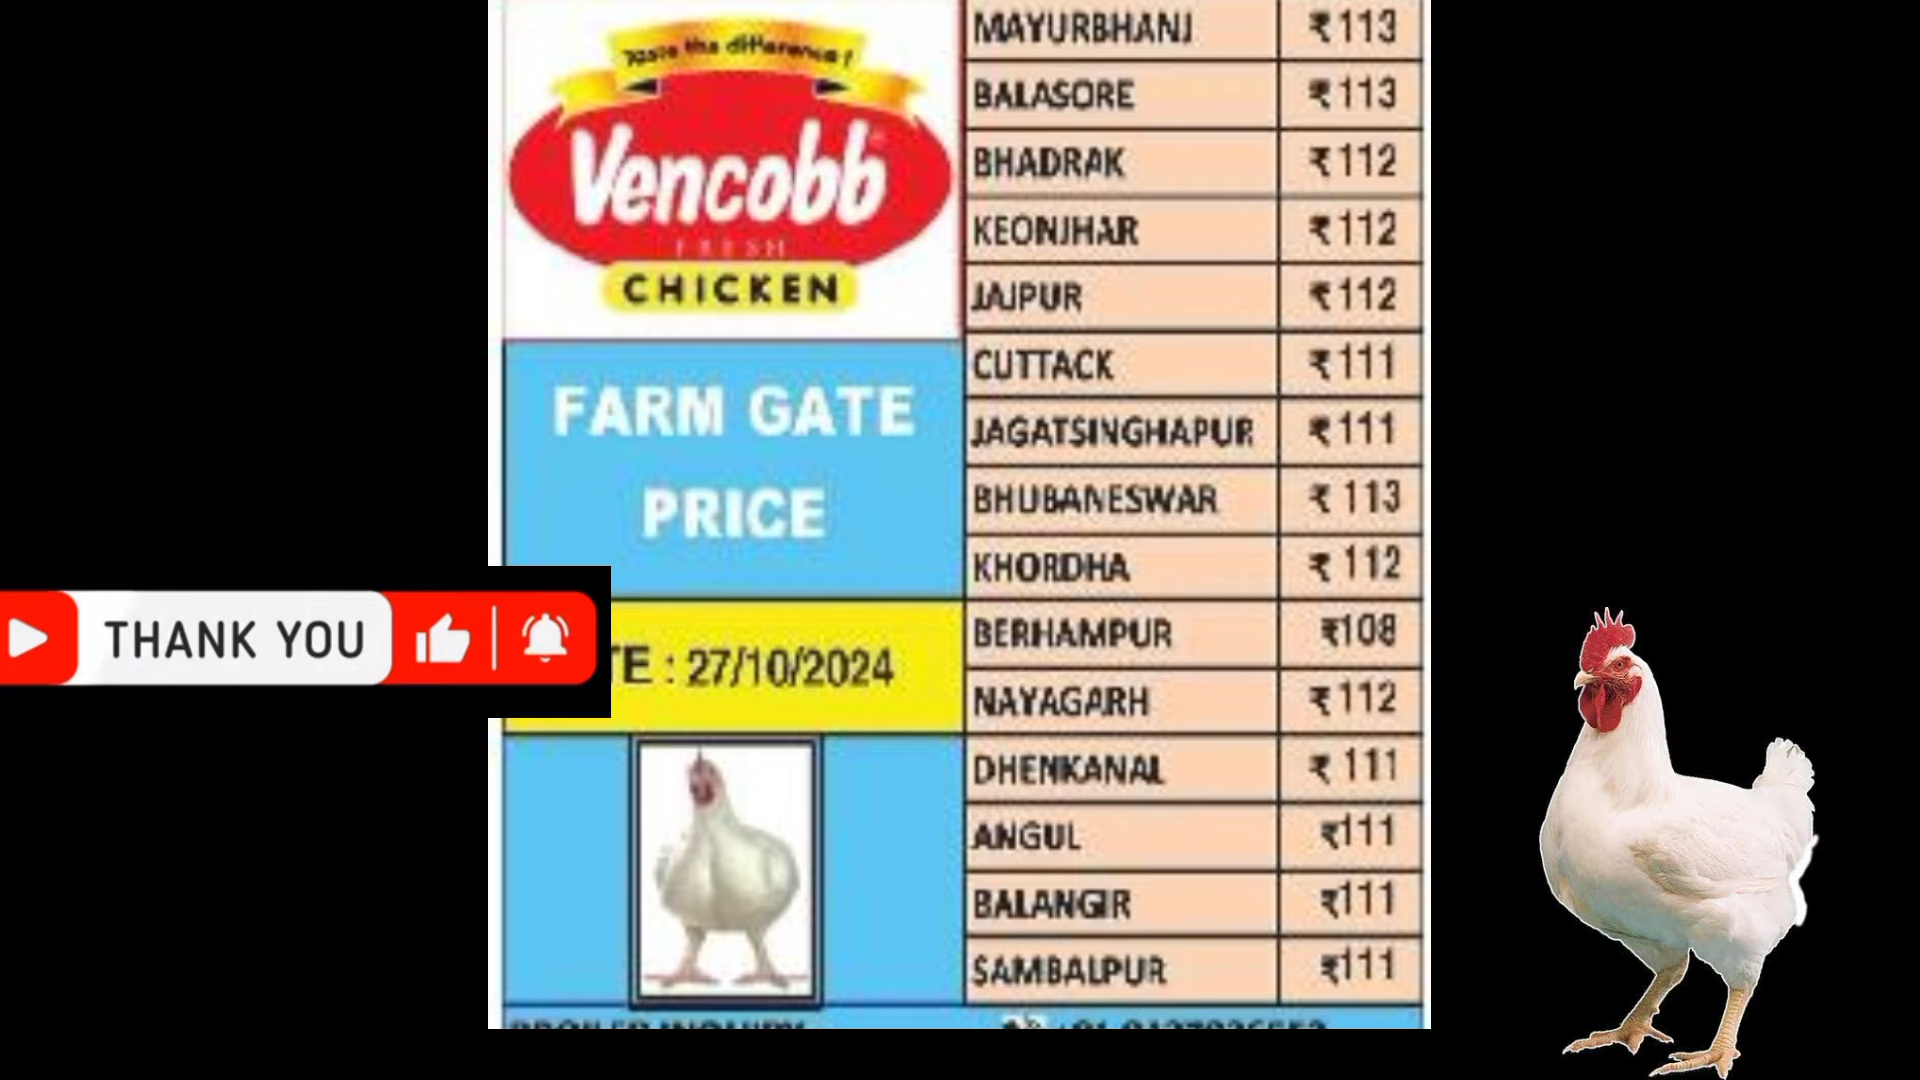 Taste the difference!
Vencobb
FRESH
CHICKEN
FARM GATE
PRICE
THANK YOU
TE : 27/10/2024
MAYURBHANJ ₹113
BALASORE ₹113
BHADRAK ₹112
KEONJHAR ₹112
JAJPUR ₹112
CUTTACK ₹111
JAGATSINGHAPUR ₹111
BHUBANESWAR ₹ 113
KHORDHA ₹ 112
BERHAMPUR ₹108
NAYAGARH ₹112
DHENKANAL ₹ 111
ANGUL ₹111
BALANGIR ₹111
SAMBALPUR ₹111